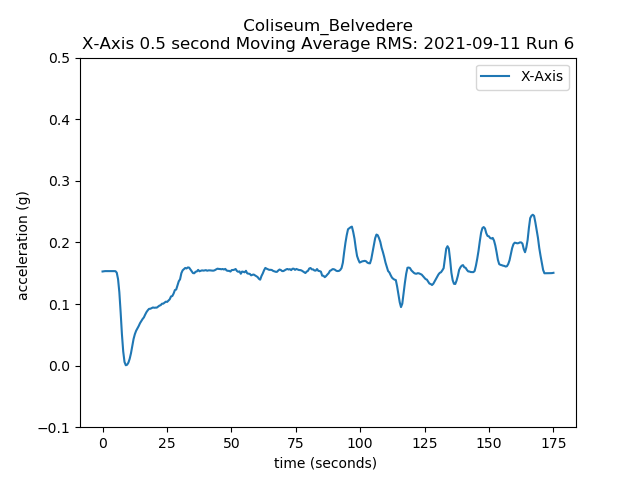 Coliseum_Belvedere
X-Axis 0.5 second Moving Average RMS: 2021-09-11 Run 6
X-Axis
acceleration (g)
0.5
0.4
0.3
0.2
0.1
0.0
−0.1
0 25 50 75 100 125 150 175
time (seconds)